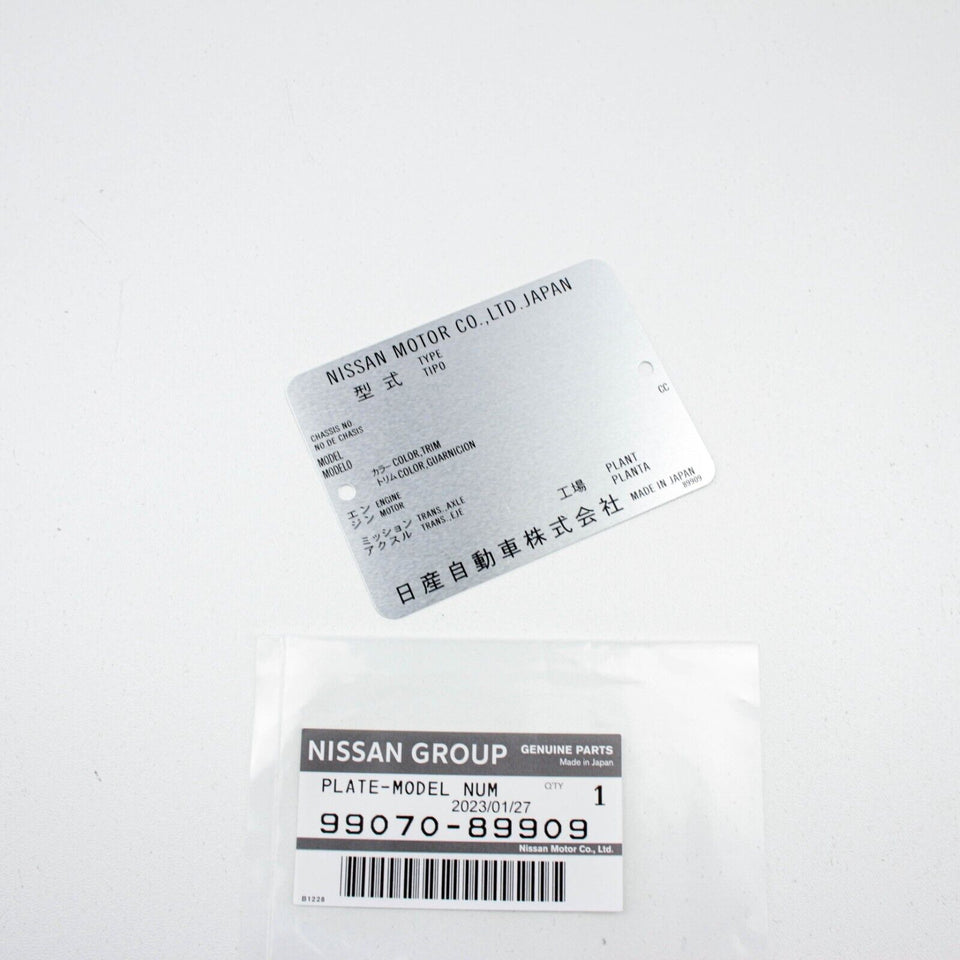 NISSAN MOTOR CO.,LTD.JAPAN
型式 TYPE
TIPO
CC
CHASSIS NO
NO DE CHASIS
MODEL
MODELO
カラー COLOR,TRIM
トリム COLOR,GUARNICION
エン ENGINE
ジン MOTOR
ミッション TRANS.,AXLE
アクスル TRANS.,EJE
工場 PLANT
PLANTA
日産自動車株式会社 MADE IN JAPAN
89909
NISSAN GROUP GENUINE PARTS
Made in Japan
PLATE-MODEL NUM QTY 1
2023/01/27
99070-89909
Nissan Motor Co., Ltd.
B1228